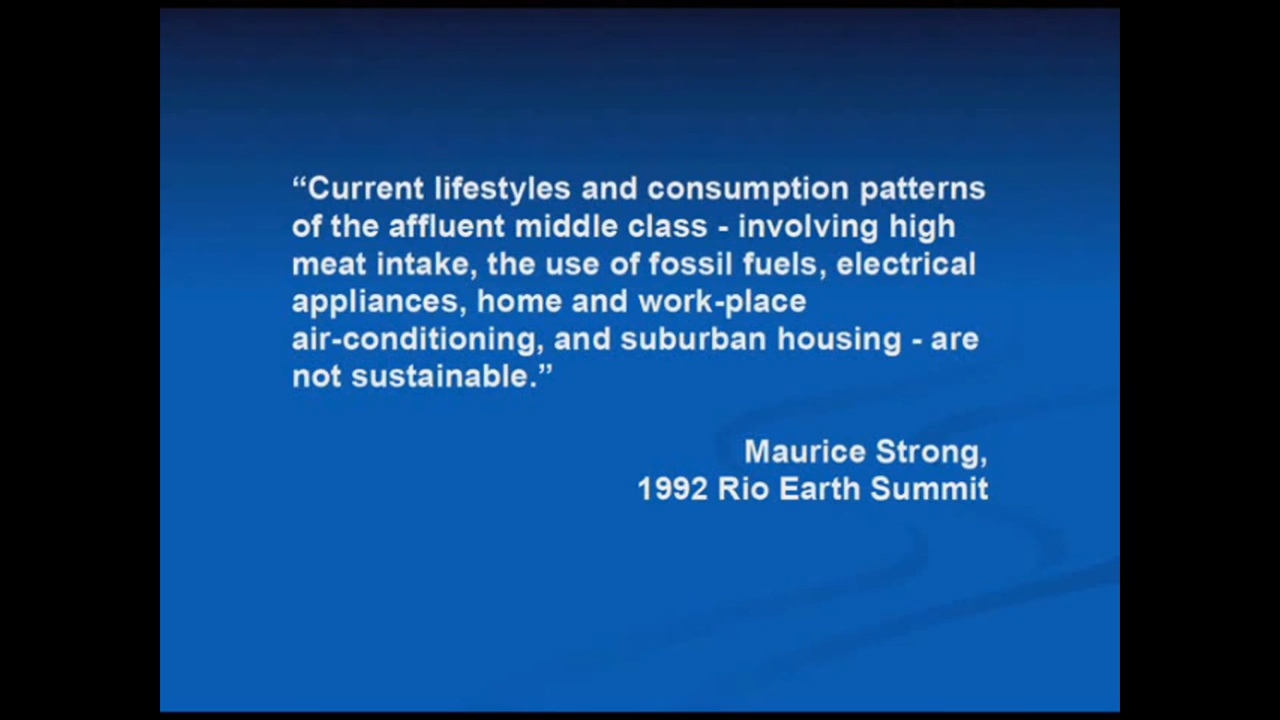 “Current lifestyles and consumption patterns
of the affluent middle class - involving high
meat intake, the use of fossil fuels, electrical
appliances, home and work-place
air-conditioning, and suburban housing - are
not sustainable.”
Maurice Strong,
1992 Rio Earth Summit